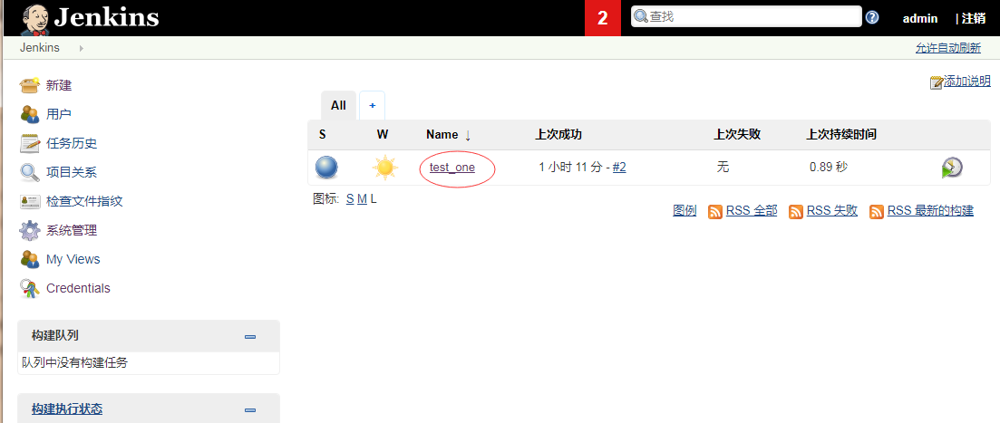 Jenkins
2
查找
?
admin
| 注销
Jenkins
允许自动刷新
新建
用户
任务历史
项目关系
检查文件指纹
系统管理
My Views
Credentials
构建队列
队列中没有构建任务
构建执行状态
添加说明
All
+
S W Name ↓ 上次成功 上次失败 上次持续时间
test_one 1 小时 11 分 - #2 无 0.89 秒
图标: S M L
图例 RSS 全部 RSS 失败 RSS 最新的构建